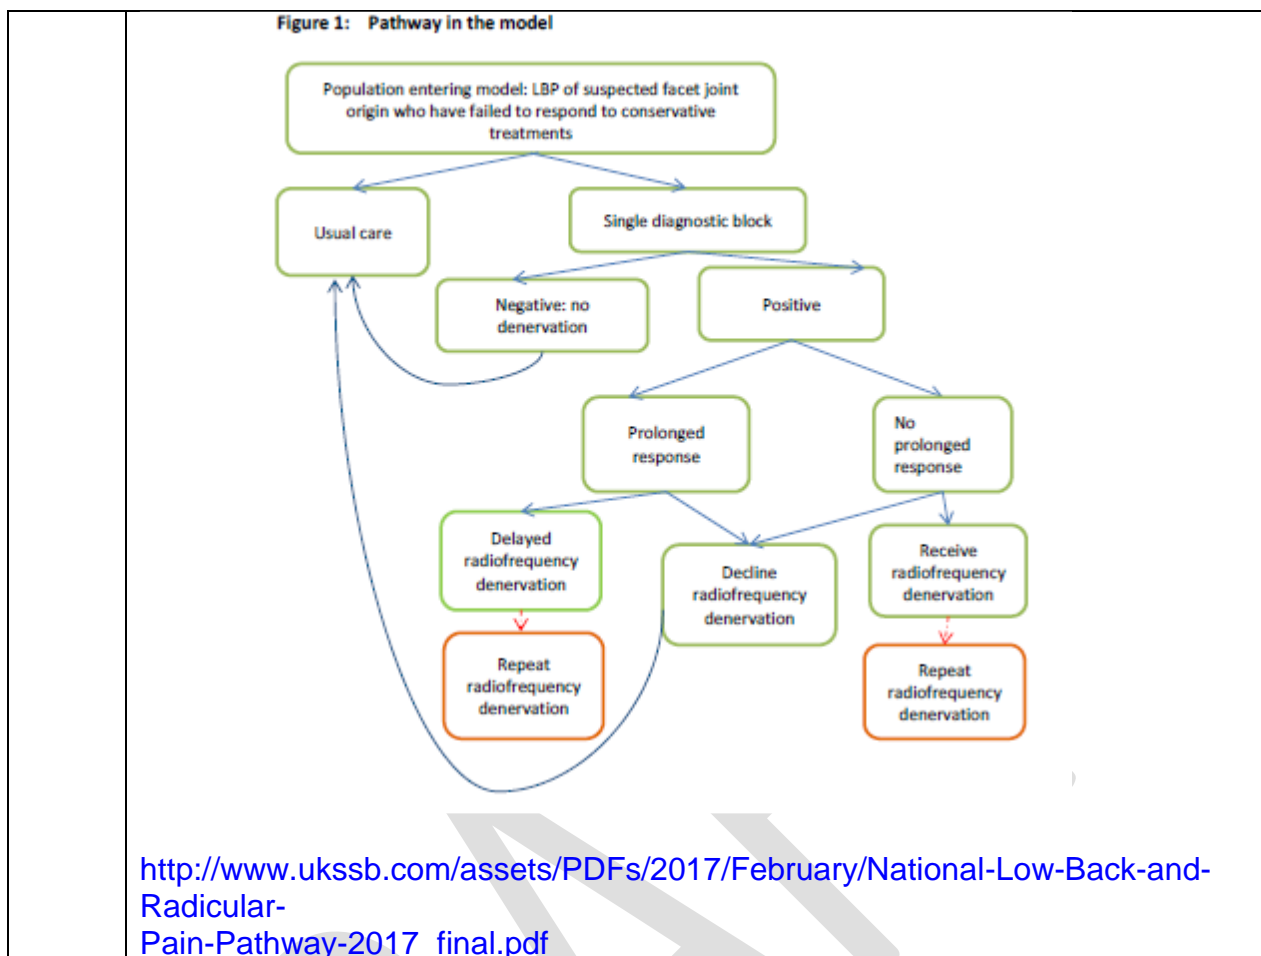 Figure 1: Pathway in the model
Population entering model: LBP of suspected facet joint
origin who have failed to respond to conservative
treatments
Usual care
Single diagnostic block
Negative: no
denervation
Positive
Prolonged
response
No
prolonged
response
Delayed
radiofrequency
denervation
Decline
radiofrequency
denervation
Receive
radiofrequency
denervation
Repeat
radiofrequency
denervation
Repeat
radiofrequency
denervation
http://www.ukssb.com/assets/PDFs/2017/February/National-Low-Back-and-
Radicular-
Pain-Pathway-2017_final.pdf